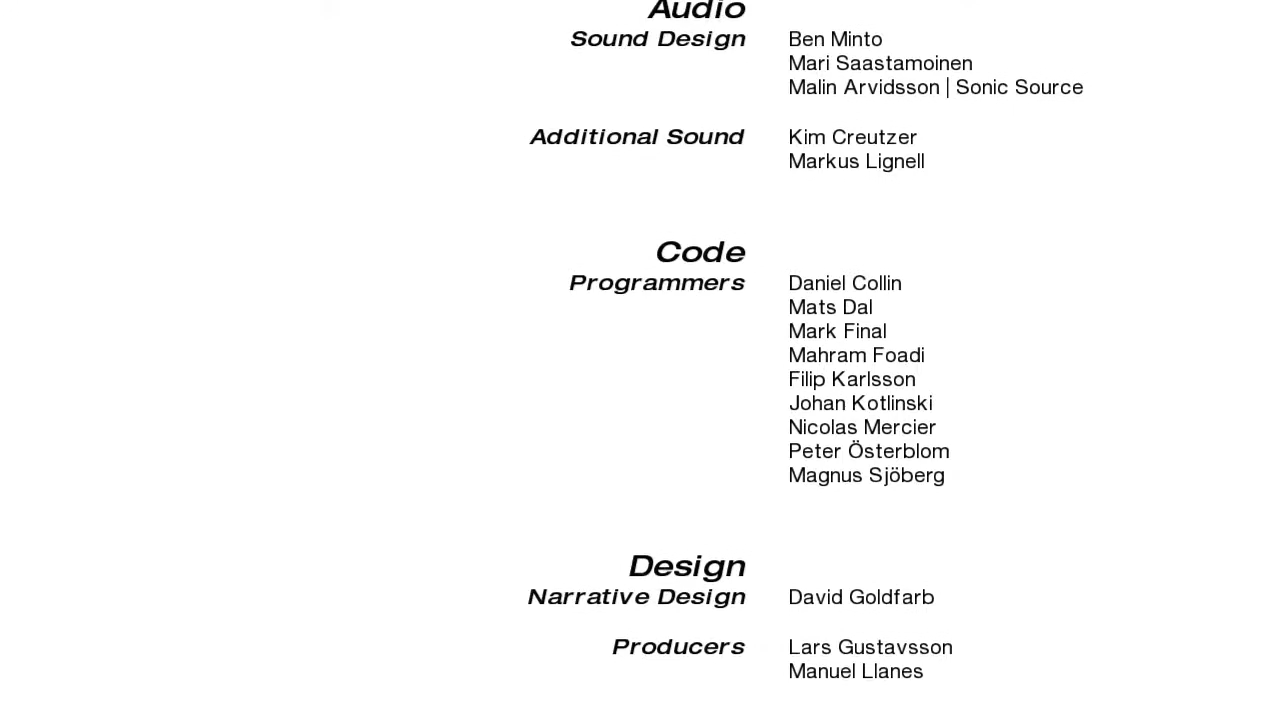 Audio
Sound Design Ben Minto
Mari Saastamoinen
Malin Arvidsson | Sonic Source
Additional Sound Kim Creutzer
Markus Lignell
Code
Programmers Daniel Collin
Mats Dal
Mark Final
Mahram Foadi
Filip Karlsson
Johan Kotlinski
Nicolas Mercier
Peter Österblom
Magnus Sjöberg
Design
Narrative Design David Goldfarb
Producers Lars Gustavsson
Manuel Llanes